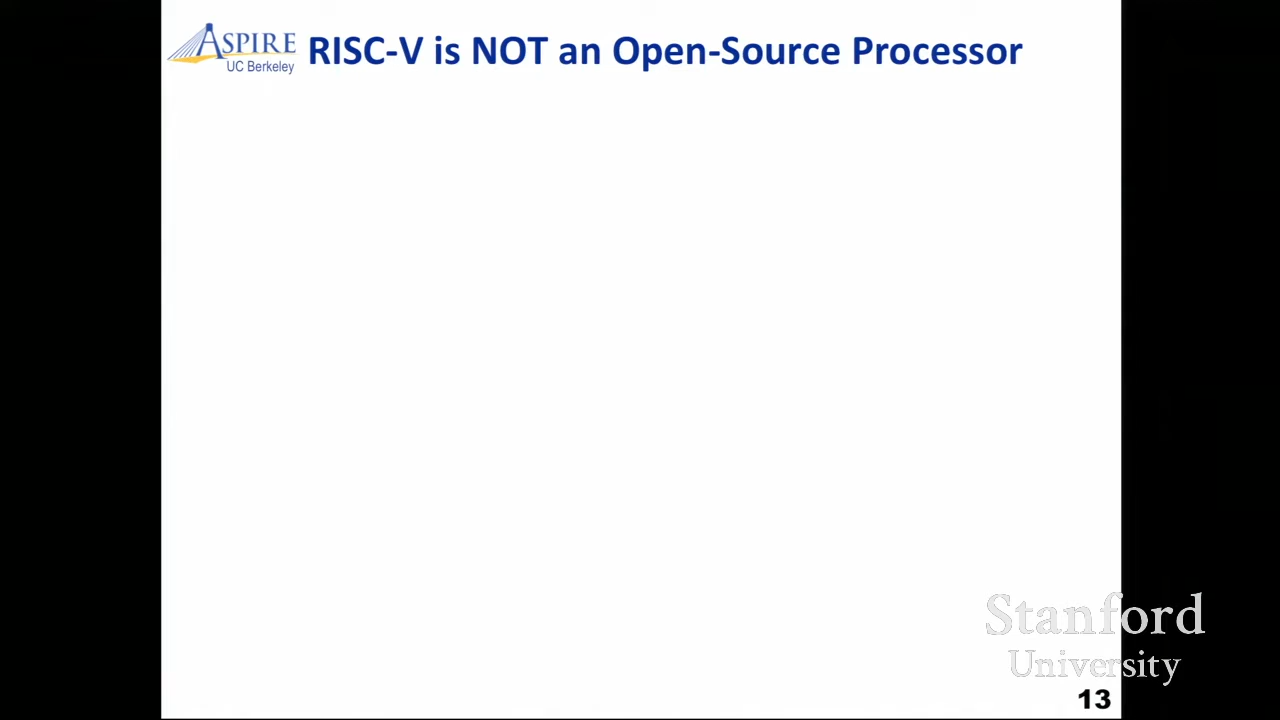 ASPIRE
UC Berkeley
RISC-V is NOT an Open-Source Processor
Stanford
University
13